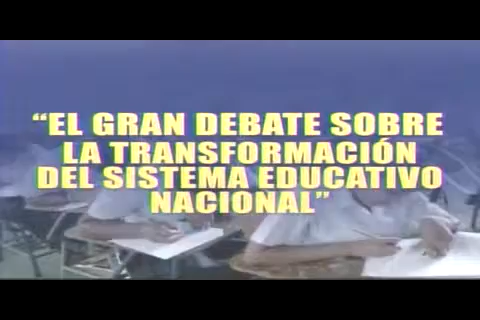 “EL GRAN DEBATE SOBRE
LA TRANSFORMACIÓN
DEL SISTEMA EDUCATIVO
NACIONAL”